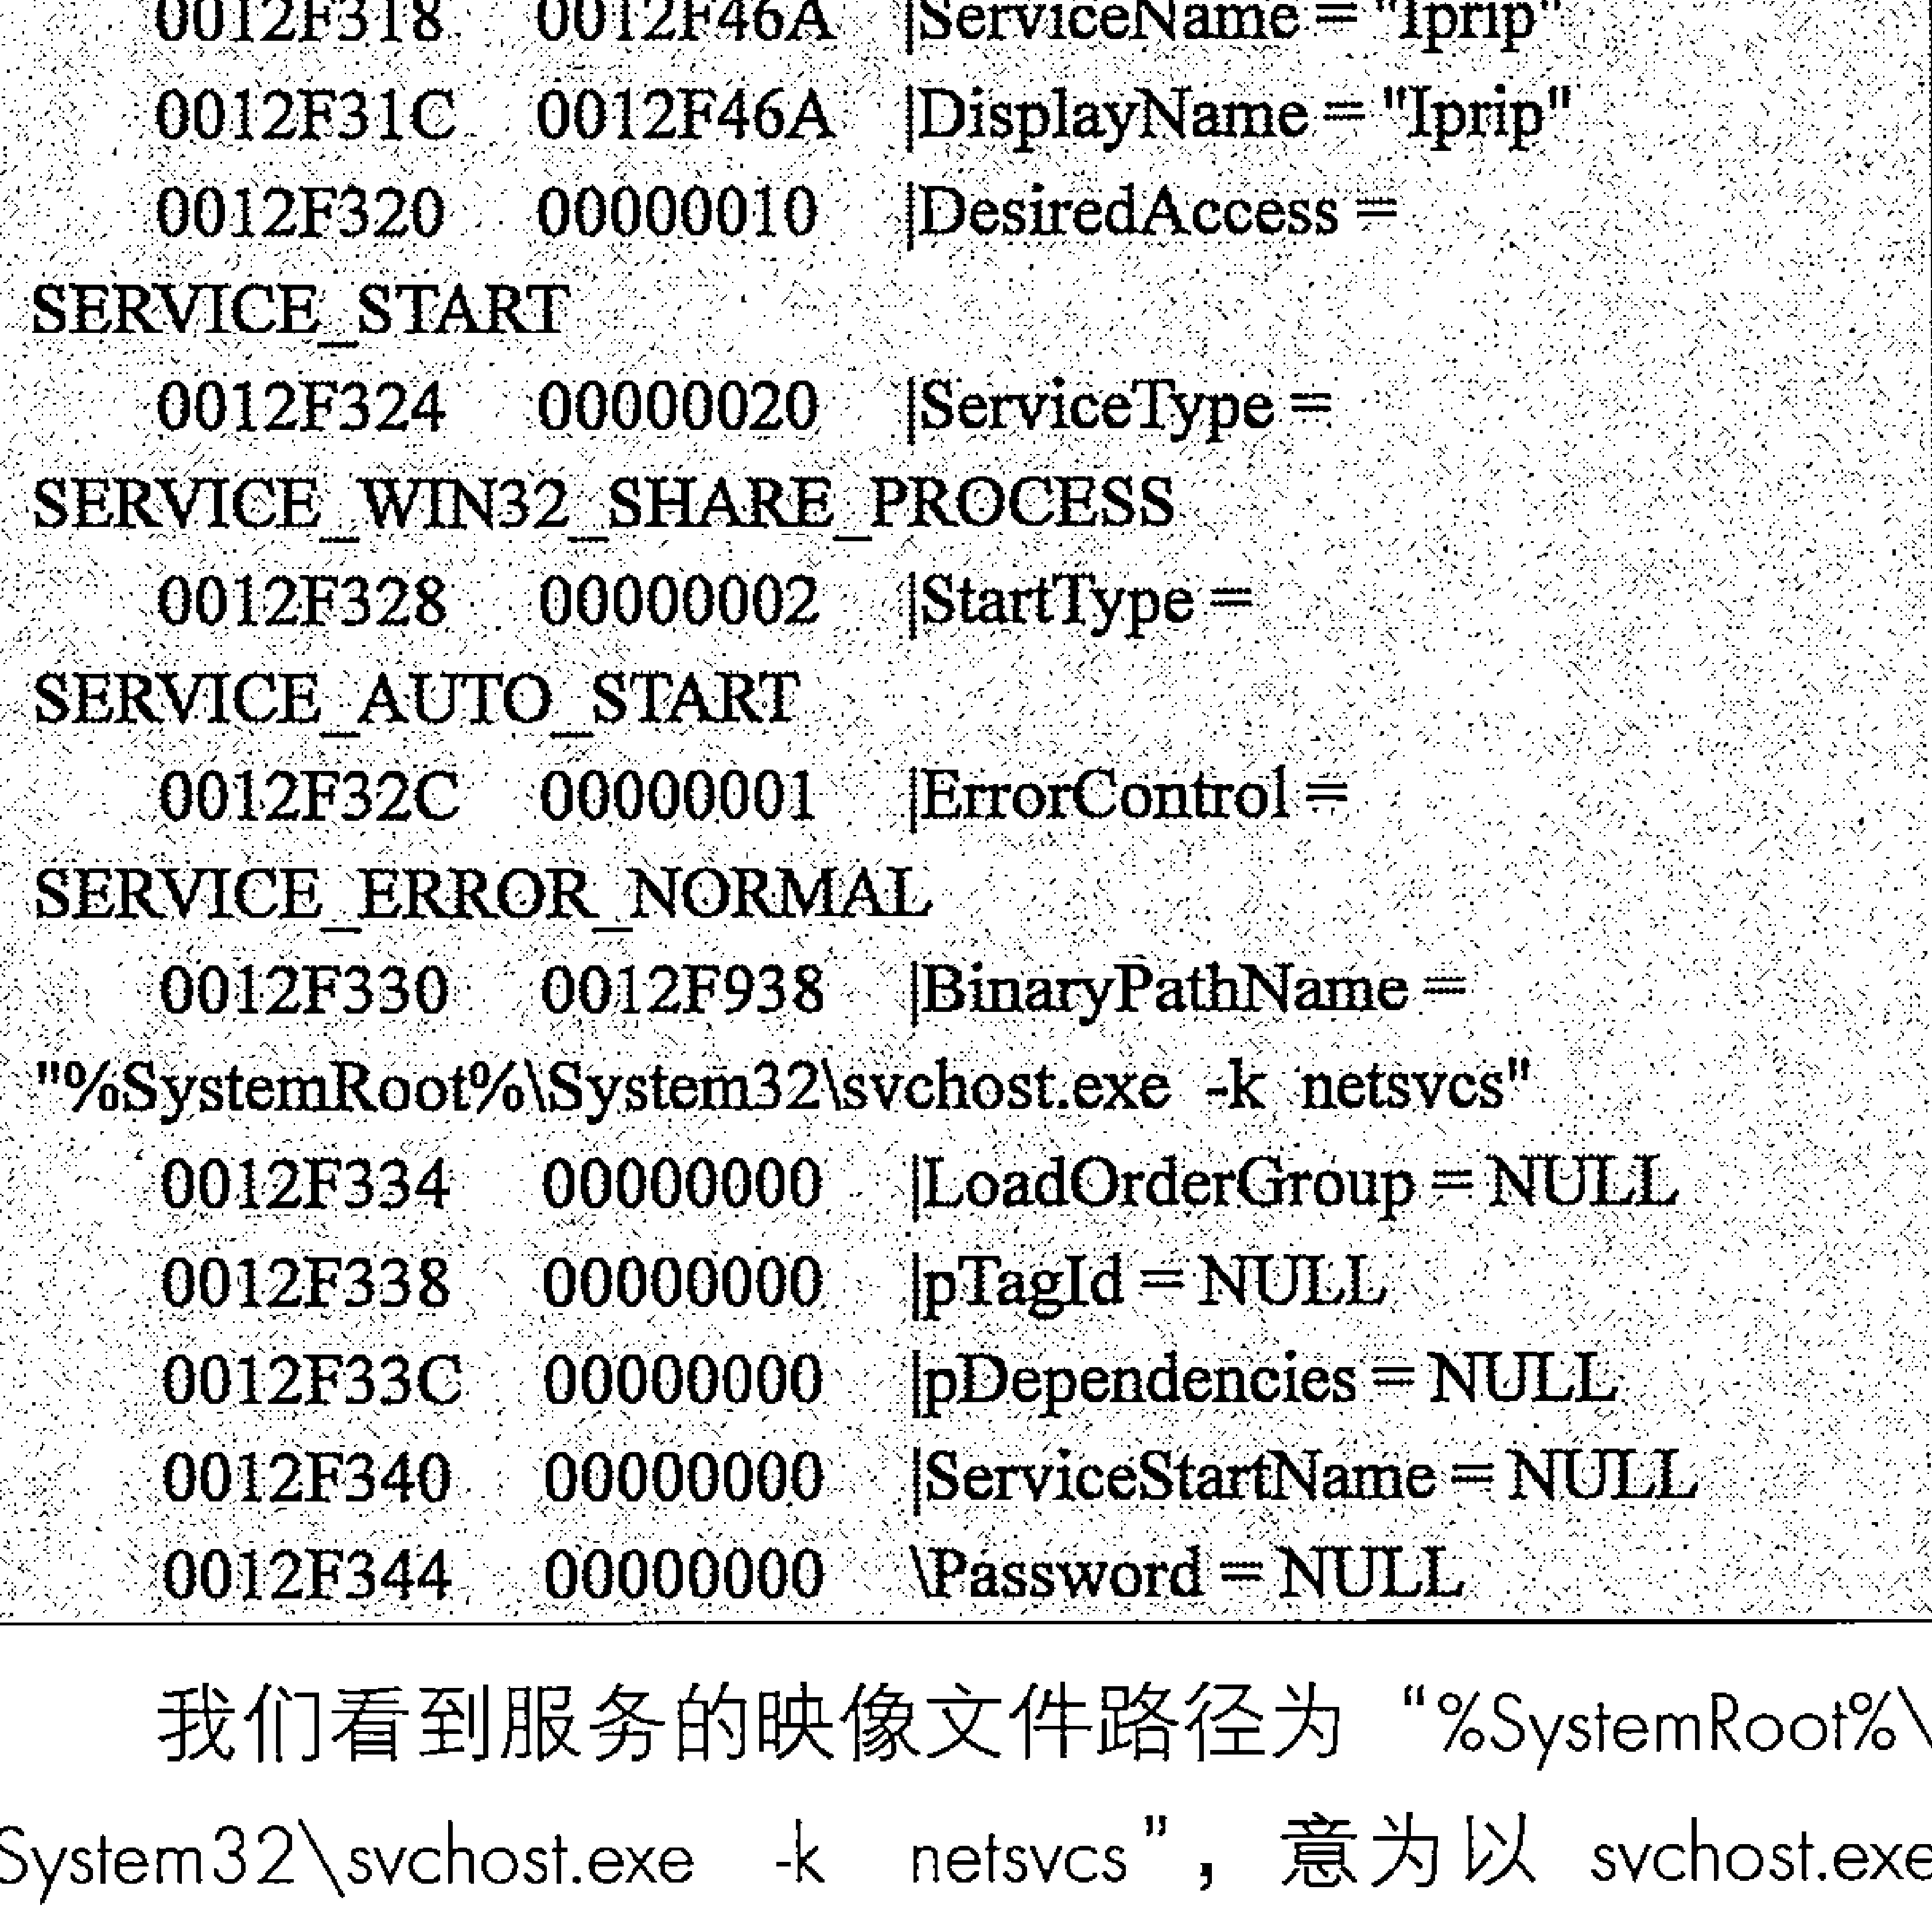 0012F318 0012F46A |ServiceName = "Iprip"
0012F31C 0012F46A |DisplayName = "Iprip"
0012F320 00000010 |DesiredAccess =
SERVICE_START
0012F324 00000020 |ServiceType =
SERVICE_WIN32_SHARE_PROCESS
0012F328 00000002 |StartType =
SERVICE_AUTO_START
0012F32C 00000001 |ErrorControl =
SERVICE_ERROR_NORMAL
0012F330 0012F938 |BinaryPathName =
"%SystemRoot%\System32\svchost.exe -k netsvcs"
0012F334 00000000 |LoadOrderGroup = NULL
0012F338 00000000 |pTagId = NULL
0012F33C 00000000 |pDependencies = NULL
0012F340 00000000 |ServiceStartName = NULL
0012F344 00000000 \Password = NULL
我们看到服务的映像文件路径为 “%SystemRoot%\
System32\svchost.exe -k netsvcs”，意为以 svchost.exe